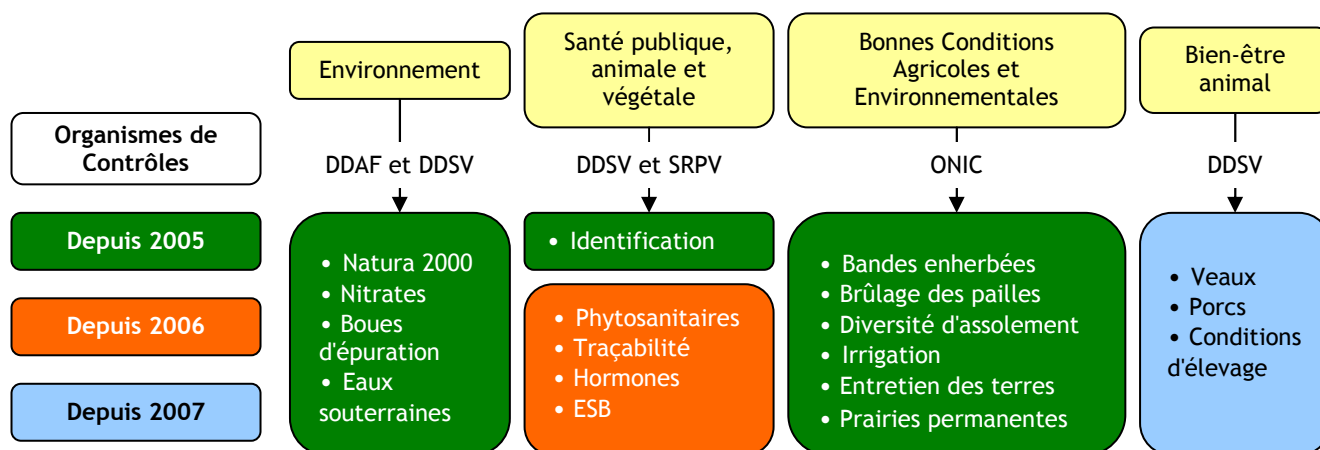 Environnement
Santé publique,
animale et
végétale
Bonnes Conditions
Agricoles et
Environnementales
Bien-être
animal
Organismes de
Contrôles
DDAF et DDSV
DDSV et SRPV
ONIC
DDSV
Depuis 2005
Depuis 2006
Depuis 2007
• Natura 2000
• Nitrates
• Boues
d'épuration
• Eaux
souterraines
• Identification
• Phytosanitaires
• Traçabilité
• Hormones
• ESB
• Bandes enherbées
• Brûlage des pailles
• Diversité d'assolement
• Irrigation
• Entretien des terres
• Prairies permanentes
• Veaux
• Porcs
• Conditions
d'élevage